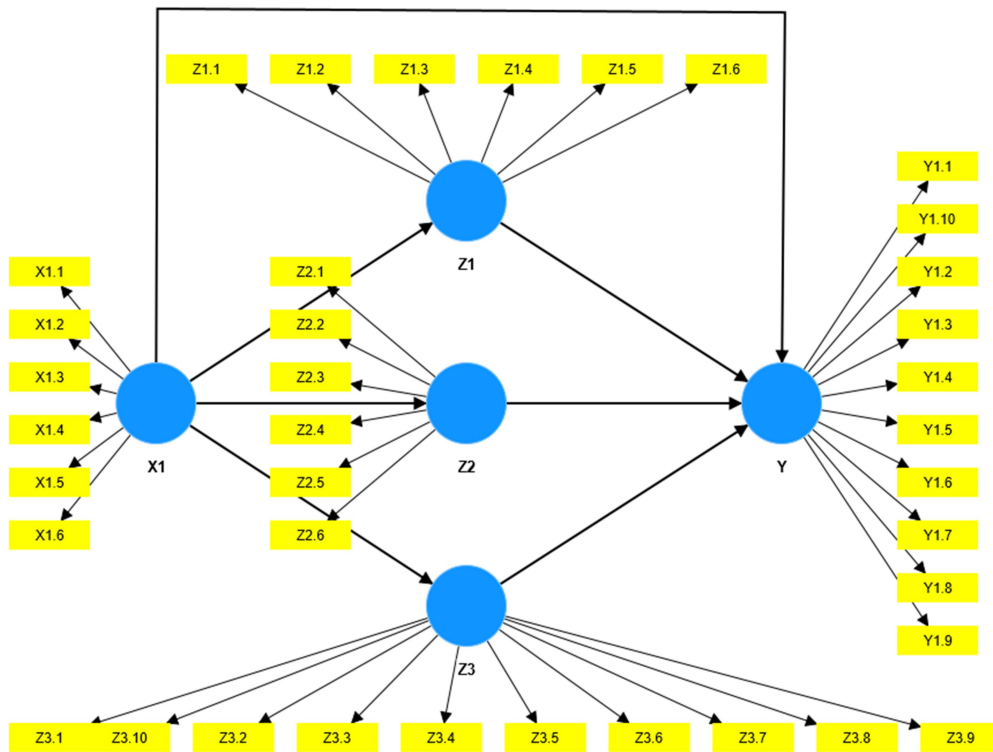 Z1.1 Z1.2 Z1.3 Z1.4 Z1.5 Z1.6
Y1.1
Y1.10
Z1
X1.1 Z2.1 Y1.2
X1.2 Z2.2 Y1.3
X1.3 Z2.3 Y1.4
X1.4 Z2.4 Y1.5
X1 Z2 Y
X1.5 Z2.5 Y1.6
X1.6 Z2.6 Y1.7
Y1.8
Y1.9
Z3
Z3.1 Z3.10 Z3.2 Z3.3 Z3.4 Z3.5 Z3.6 Z3.7 Z3.8 Z3.9